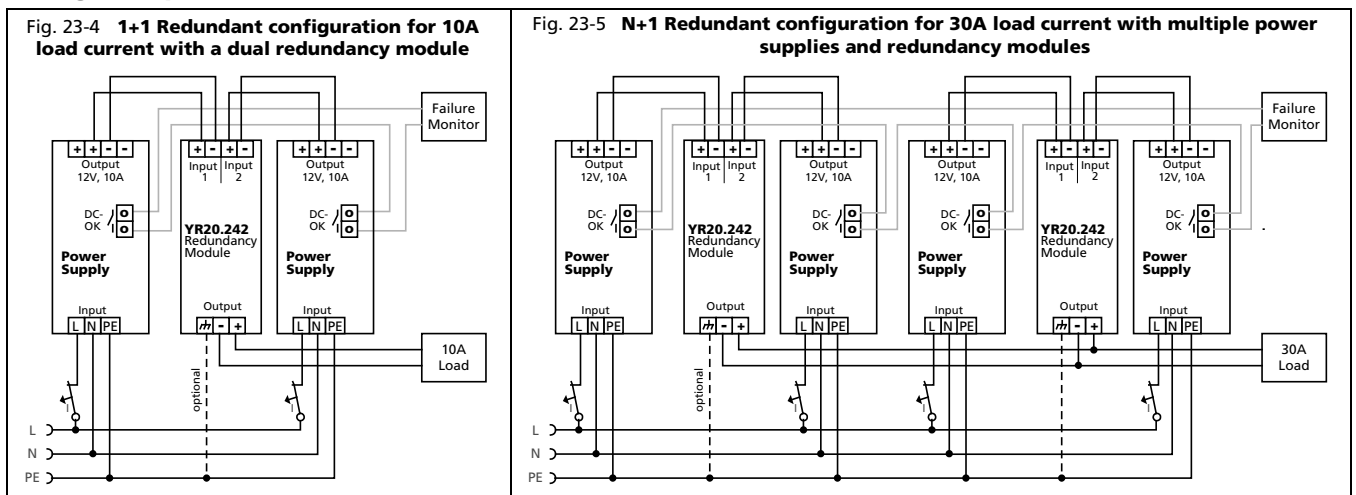 Fig. 23-4 1+1 Redundant configuration for 10A
load current with a dual redundancy module
Failure
Monitor
+ + - -
Output
12V, 10A
DC-
OK
Power
Supply
Input
L N PE
+ - + -
Input Input
1 2
YR20.242
Redundancy
Module
Output
- +
optional
+ + - -
Output
12V, 10A
DC-
OK
Power
Supply
Input
L N PE
10A
Load
I
I
L
N
PE
Fig. 23-5 N+1 Redundant configuration for 30A load current with multiple power
supplies and redundancy modules
Failure
Monitor
+ + - -
Output
12V, 10A
DC-
OK
Power
Supply
Input
L N PE
+ - + -
Input Input
1 2
YR20.242
Redundancy
Module
Output
- +
optional
+ + - -
Output
12V, 10A
DC-
OK
Power
Supply
Input
L N PE
+ + - -
Output
12V, 10A
DC-
OK
Power
Supply
Input
L N PE
+ - + -
Input Input
1 2
YR20.242
Redundancy
Module
Output
- +
optional
+ + - -
Output
12V, 10A
DC-
OK
Power
Supply
Input
L N PE
30A
Load
I
I
I
I
L
N
PE